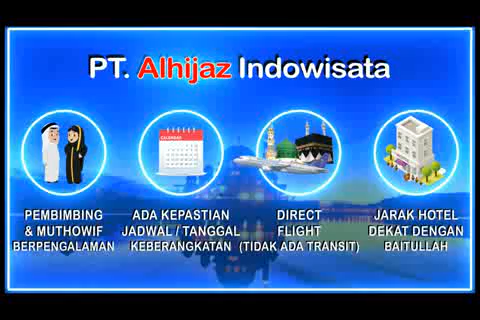 PT. Alhijaz Indowisata
CALENDAR
PEMBIMBING
& MUTHOWIF
BERPENGALAMAN
ADA KEPASTIAN
JADWAL / TANGGAL
KEBERANGKATAN
DIRECT
FLIGHT
(TIDAK ADA TRANSIT)
JARAK HOTEL
DEKAT DENGAN
BAITULLAH